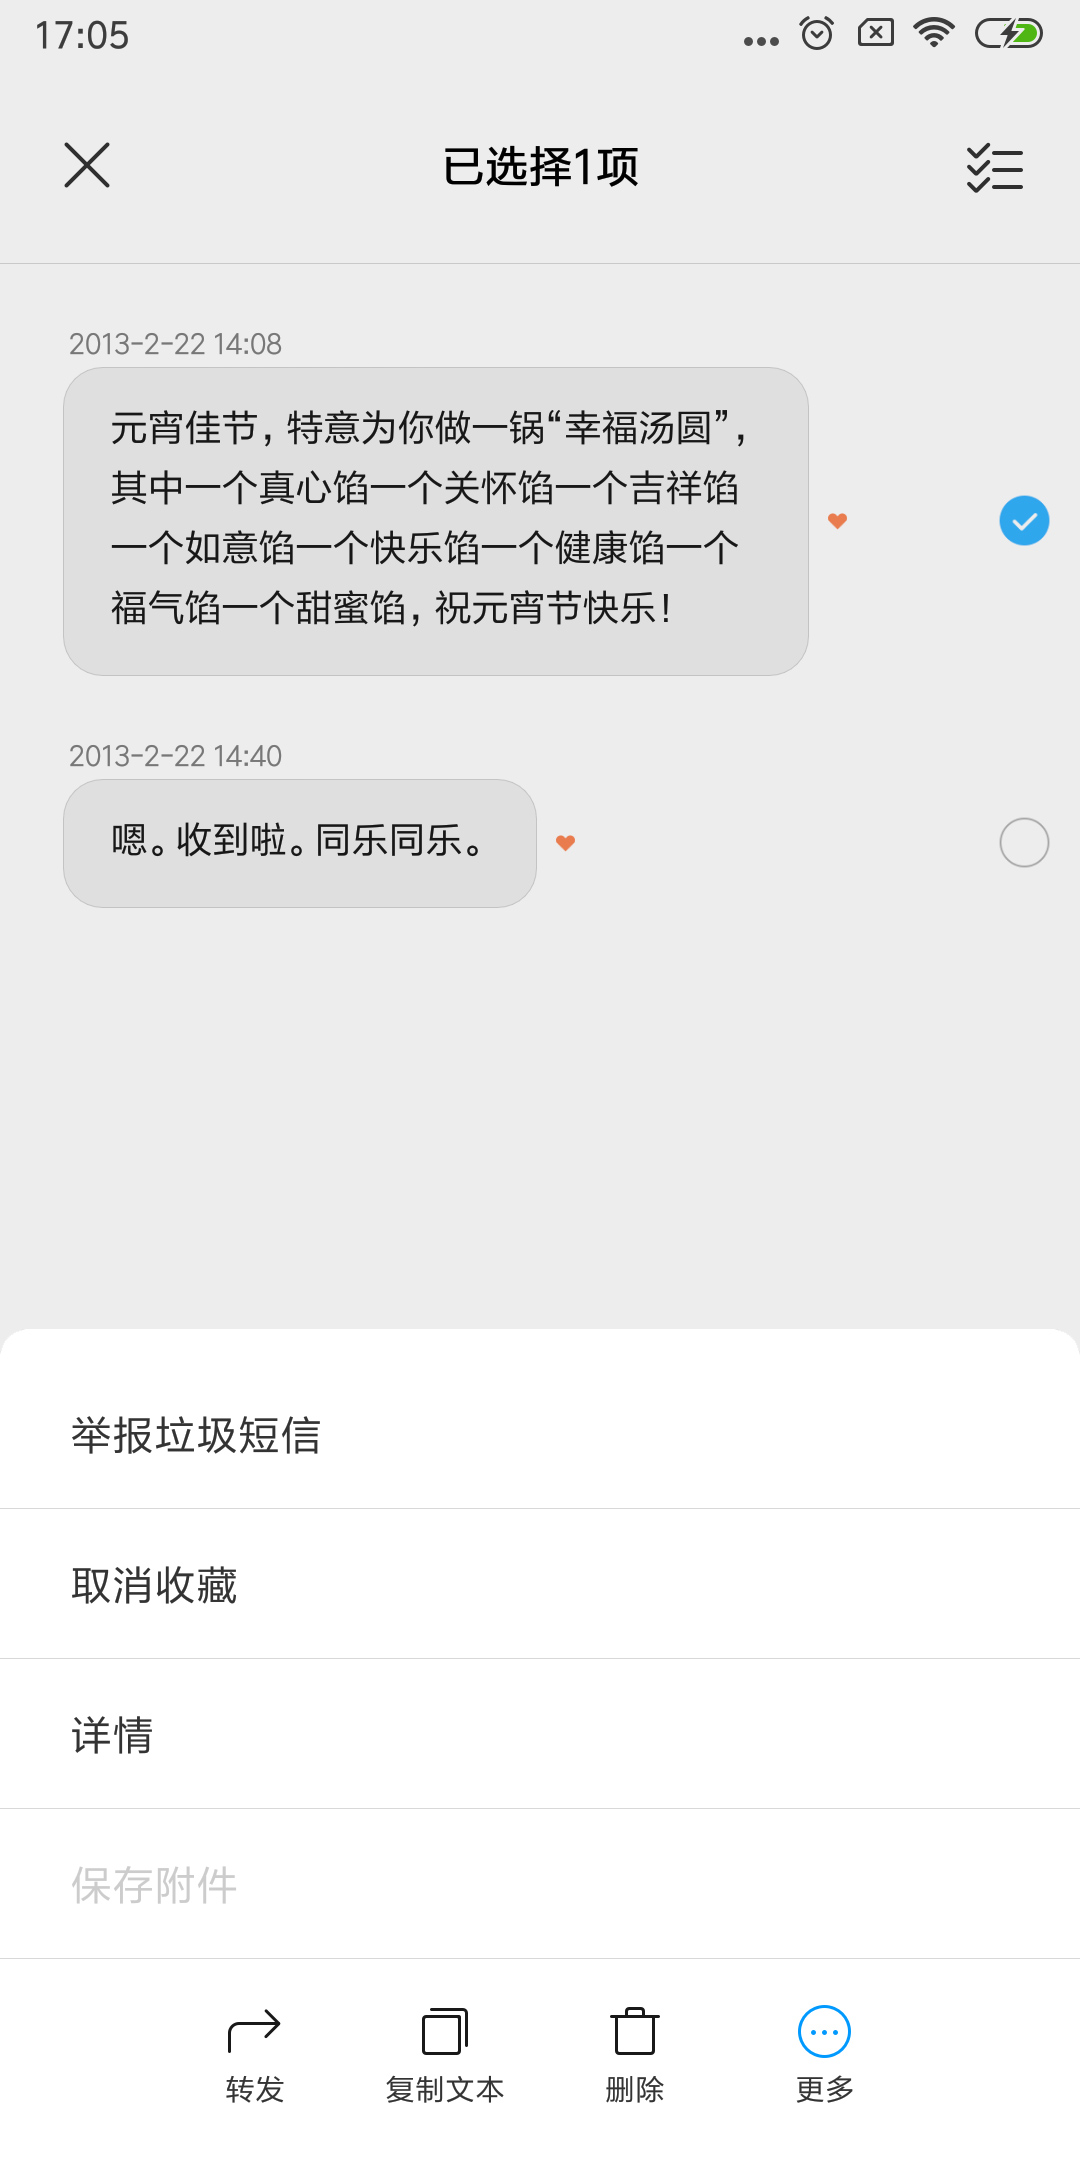 17:05
已选择1项
2013-2-22 14:08
元宵佳节，特意为你做一锅“幸福汤圆”，
其中一个真心馅一个关怀馅一个吉祥馅
一个如意馅一个快乐馅一个健康馅一个
福气馅一个甜蜜馅，祝元宵节快乐！
2013-2-22 14:40
嗯。收到啦。同乐同乐。
举报垃圾短信
取消收藏
详情
保存附件
转发
复制文本
删除
更多